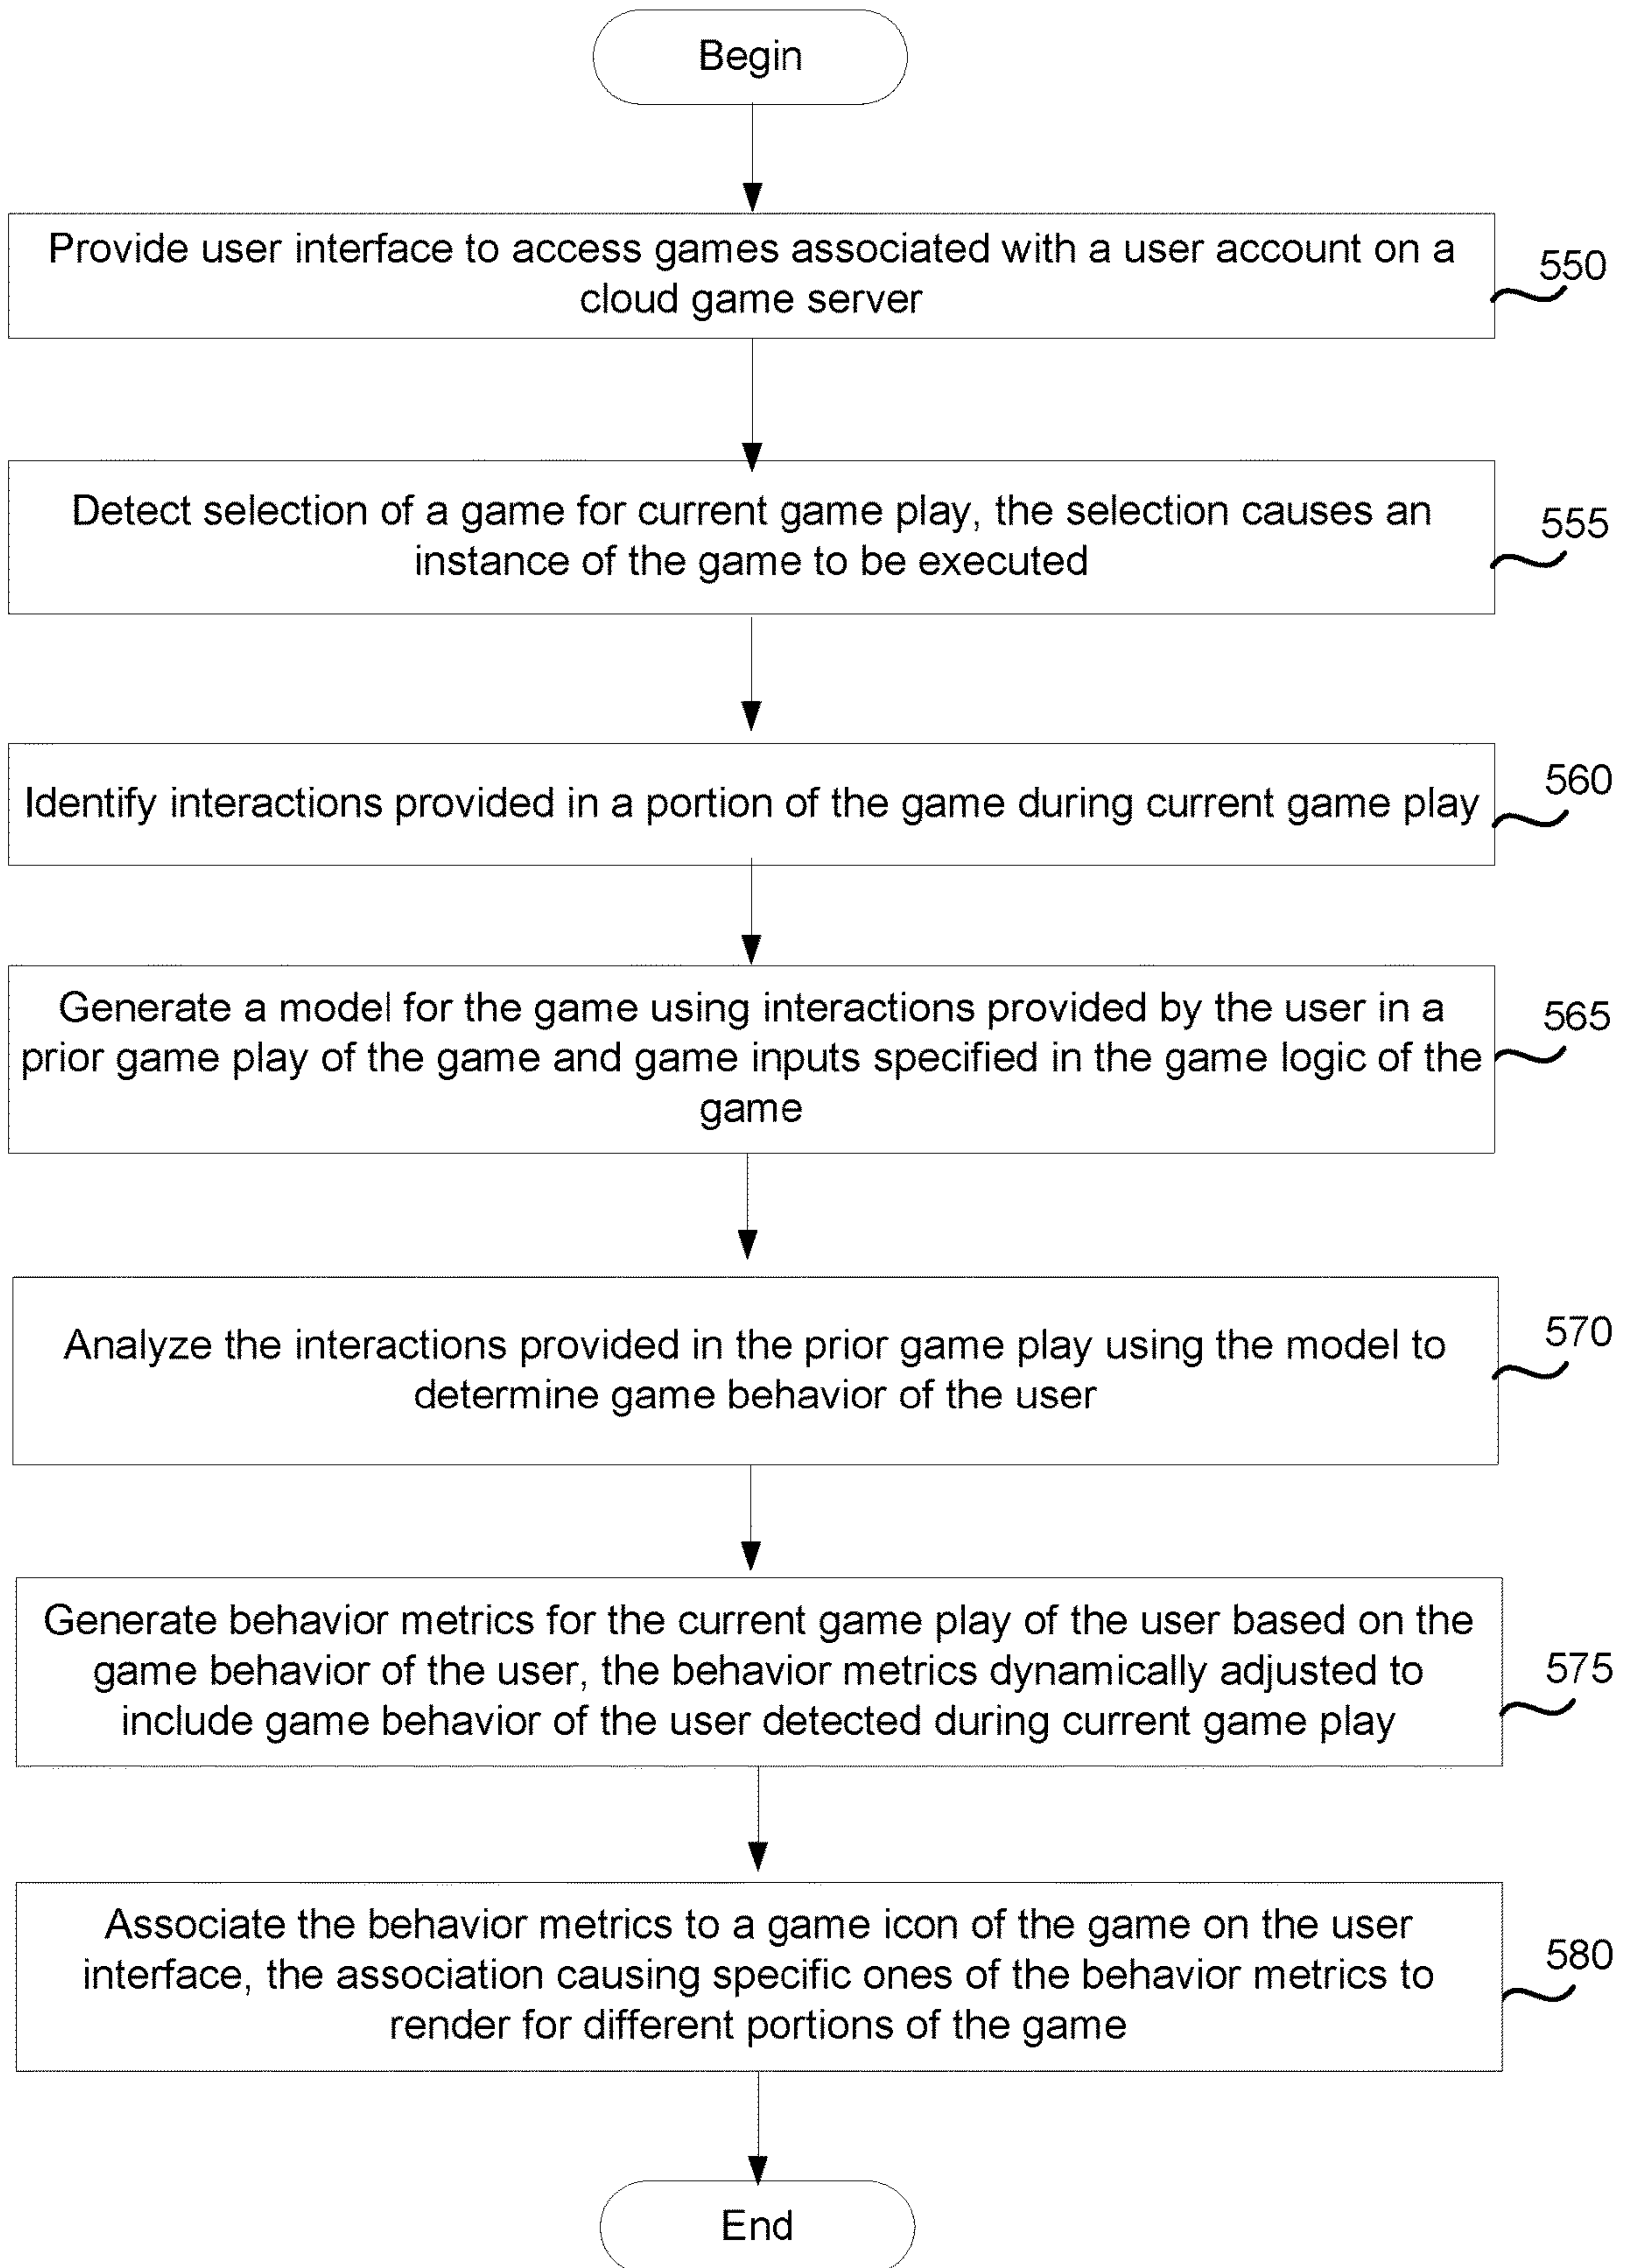 Begin
Provide user interface to access games associated with a user account on a
cloud game server
550
Detect selection of a game for current game play, the selection causes an
instance of the game to be executed
555
Identify interactions provided in a portion of the game during current game play
560
Generate a model for the game using interactions provided by the user in a
prior game play of the game and game inputs specified in the game logic of the
game
565
Analyze the interactions provided in the prior game play using the model to
determine game behavior of the user
570
Generate behavior metrics for the current game play of the user based on the
game behavior of the user, the behavior metrics dynamically adjusted to
include game behavior of the user detected during current game play
575
Associate the behavior metrics to a game icon of the game on the user
interface, the association causing specific ones of the behavior metrics to
render for different portions of the game
580
End